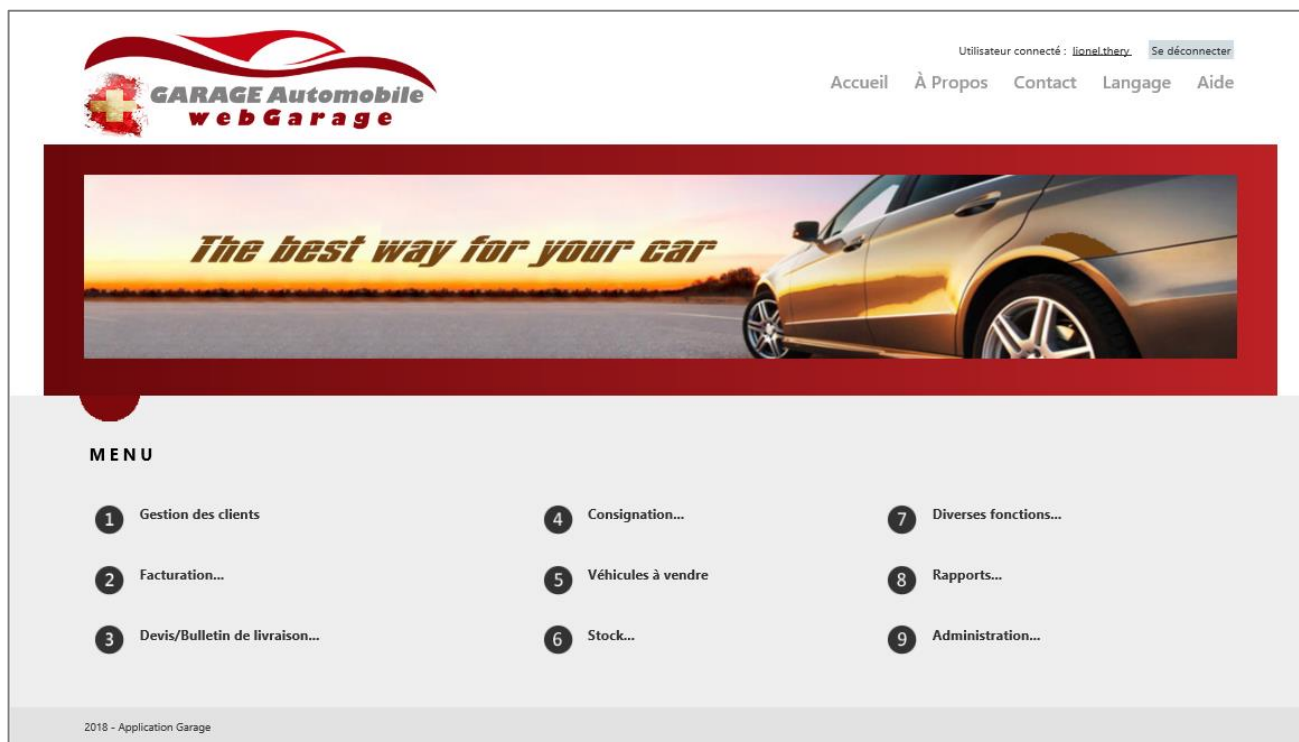 Utilisateur connecté : lionel.thery Se déconnecter
Accueil À Propos Contact Langage Aide
GARAGE Automobile
webGarage
The best way for your car
MENU
1 Gestion des clients
2 Facturation...
3 Devis/Bulletin de livraison...
4 Consignation...
5 Véhicules à vendre
6 Stock...
7 Diverses fonctions...
8 Rapports...
9 Administration...
2018 - Application Garage